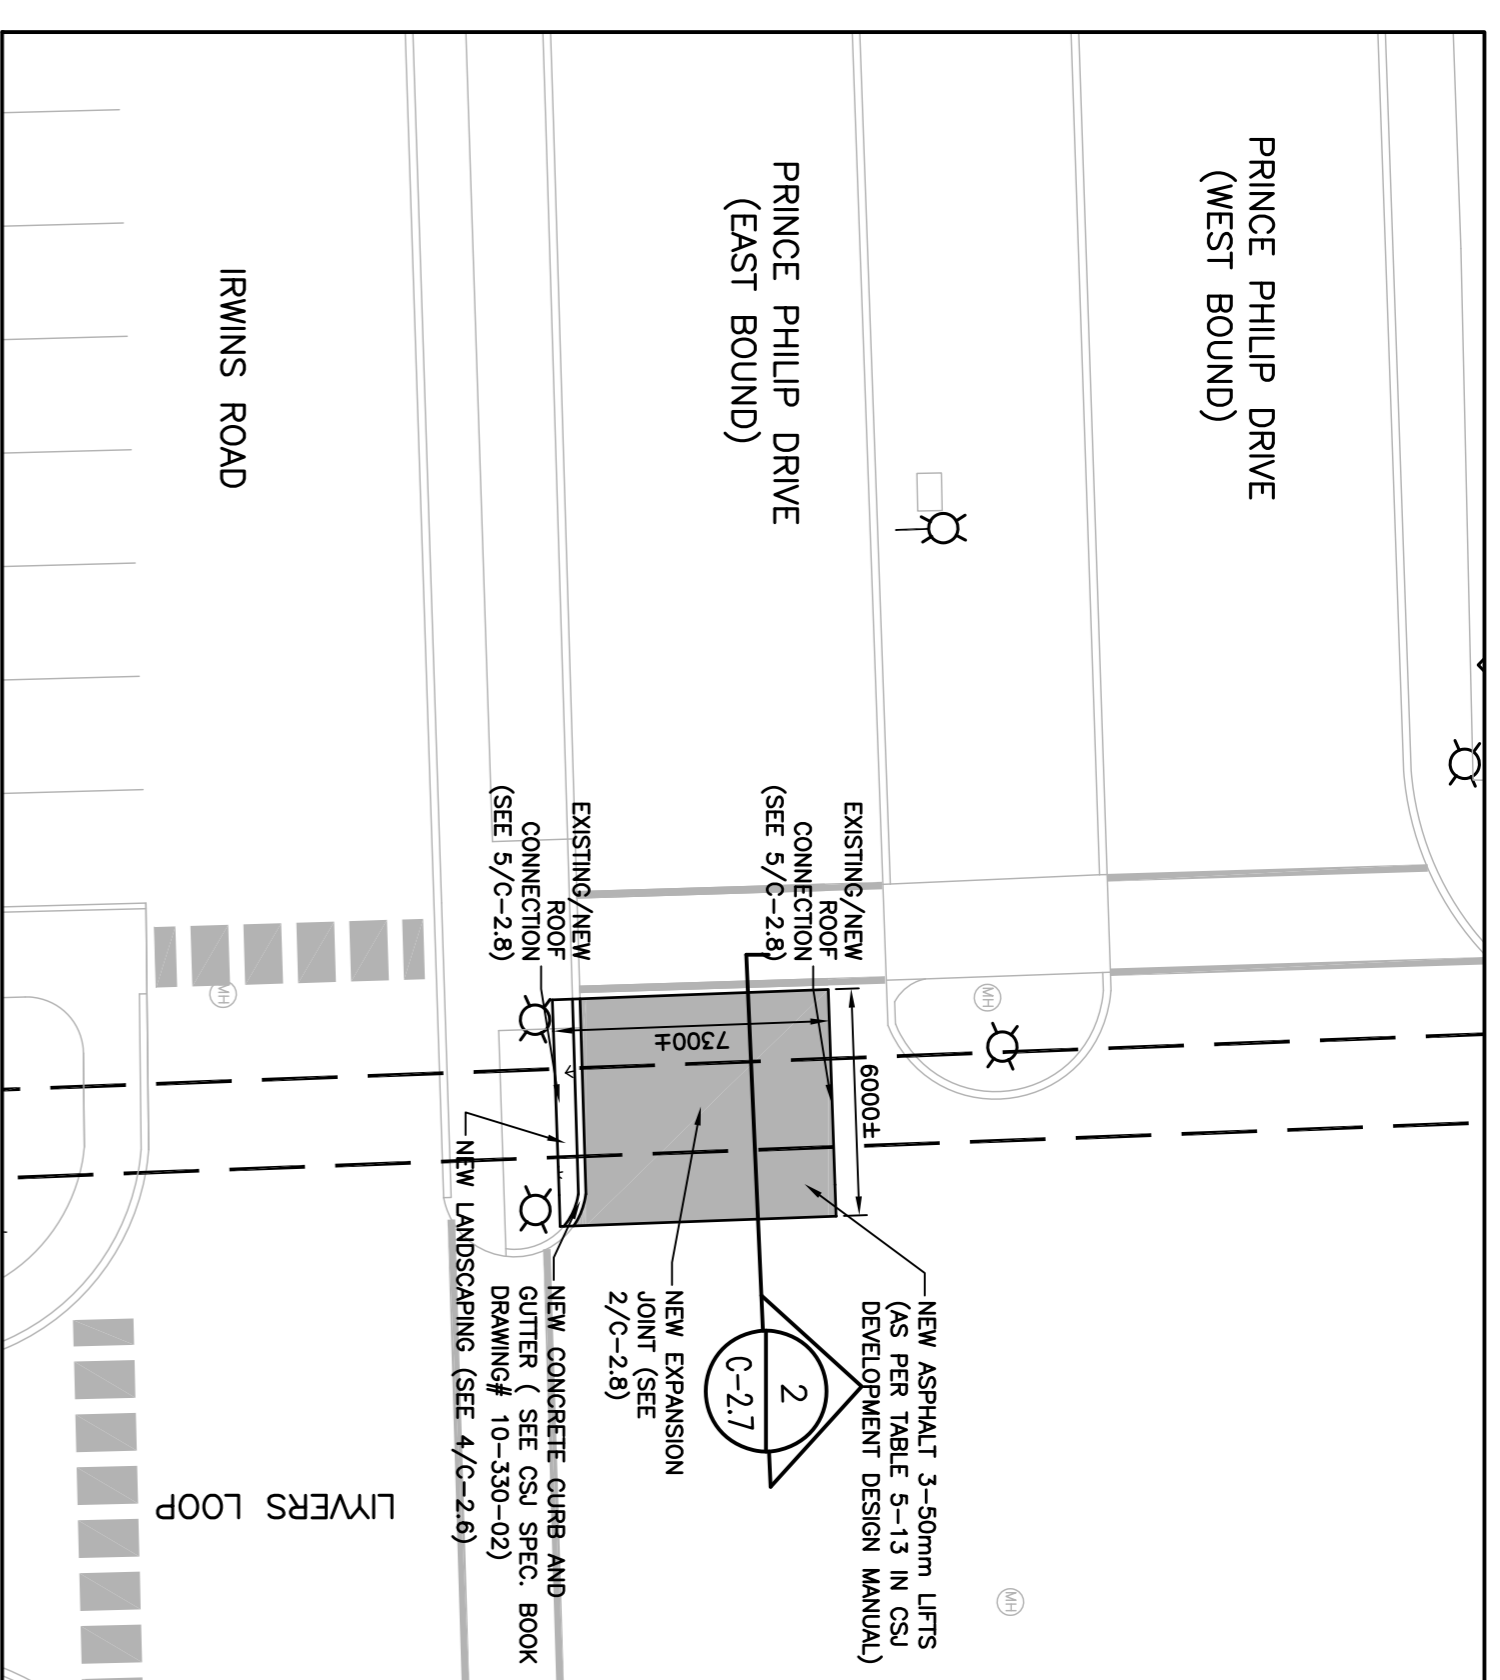 PRINCE PHILIP DRIVE
(WEST BOUND)
PRINCE PHILIP DRIVE
(EAST BOUND)
IRWINS ROAD
EXISTING/NEW
ROOF
CONNECTION
(SEE 5/C-2.8)
EXISTING/NEW
ROOF
CONNECTION
(SEE 5/C-2.8)
MH
MH
MH
7300±
6000±
NEW ASPHALT 3-50mm LIFTS
(AS PER TABLE 5-13 IN CSJ
DEVELOPMENT DESIGN MANUAL)
2
C-2.7
NEW EXPANSION
JOINT (SEE
2/C-2.8)
NEW CONCRETE CURB AND
GUTTER ( SEE CSJ SPEC. BOOK
DRAWING# 10-330-02)
NEW LANDSCAPING (SEE 4/C-2.6)
LIYVERS LOOP